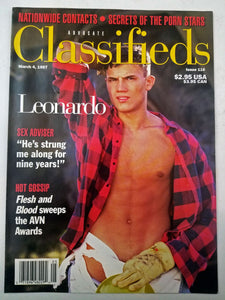 NATIONWIDE CONTACTS • SECRETS OF THE PORN STARS
ADVOCATE
Classifieds
March 4, 1997
Issue 116
$2.95 USA
$3.95 CAN
Leonardo
SEX ADVISER
"He's strung
me along for
nine years!"
HOT GOSSIP
Flesh and
Blood sweeps
the AVN
Awards